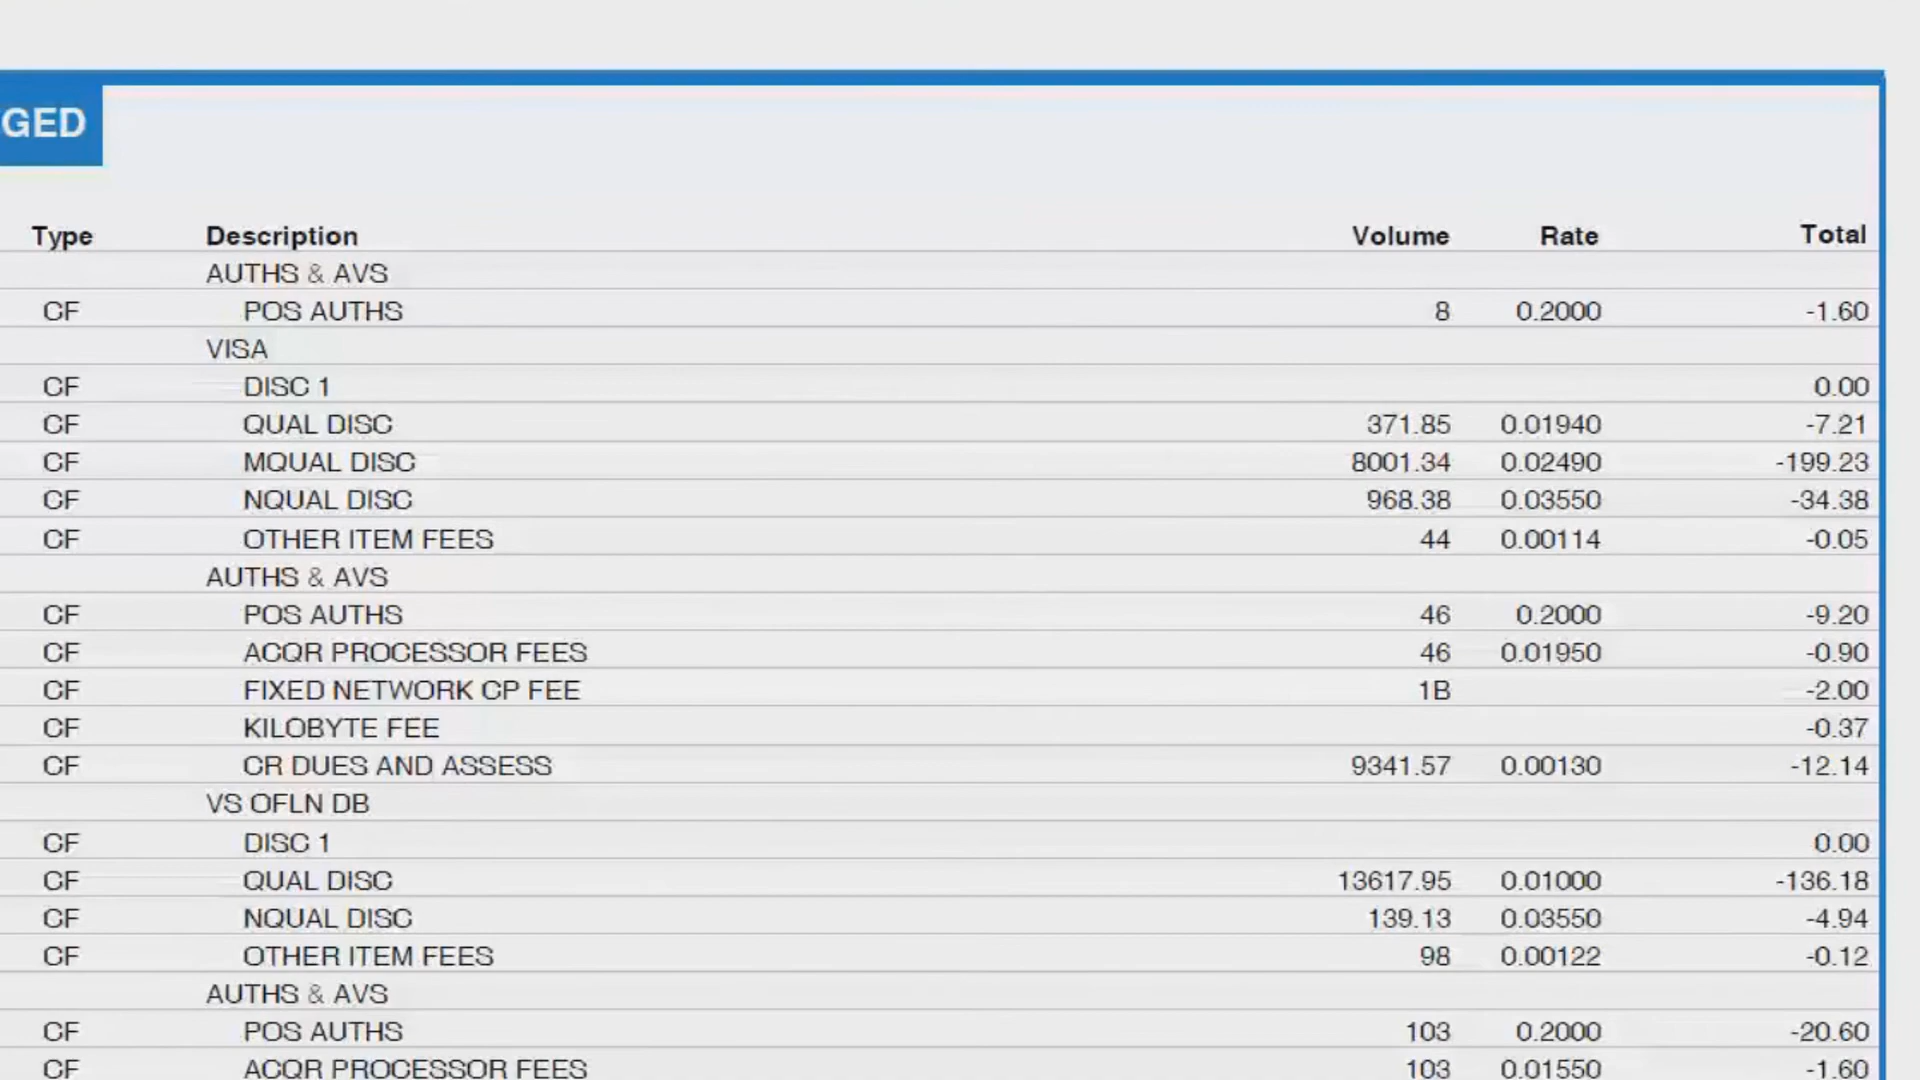 GED
Type Description Volume Rate Total
AUTHS & AVS
CF POS AUTHS 8 0.2000 -1.60
VISA
CF DISC 1 0.00
CF QUAL DISC 371.85 0.01940 -7.21
CF MQUAL DISC 8001.34 0.02490 -199.23
CF NQUAL DISC 968.38 0.03550 -34.38
CF OTHER ITEM FEES 44 0.00114 -0.05
AUTHS & AVS
CF POS AUTHS 46 0.2000 -9.20
CF ACQR PROCESSOR FEES 46 0.01950 -0.90
CF FIXED NETWORK CP FEE 1B -2.00
CF KILOBYTE FEE -0.37
CF CR DUES AND ASSESS 9341.57 0.00130 -12.14
VS OFLN DB
CF DISC 1 0.00
CF QUAL DISC 13617.95 0.01000 -136.18
CF NQUAL DISC 139.13 0.03550 -4.94
CF OTHER ITEM FEES 98 0.00122 -0.12
AUTHS & AVS
CF POS AUTHS 103 0.2000 -20.60
CF ACQR PROCESSOR FEES 103 0.01550 -1.60